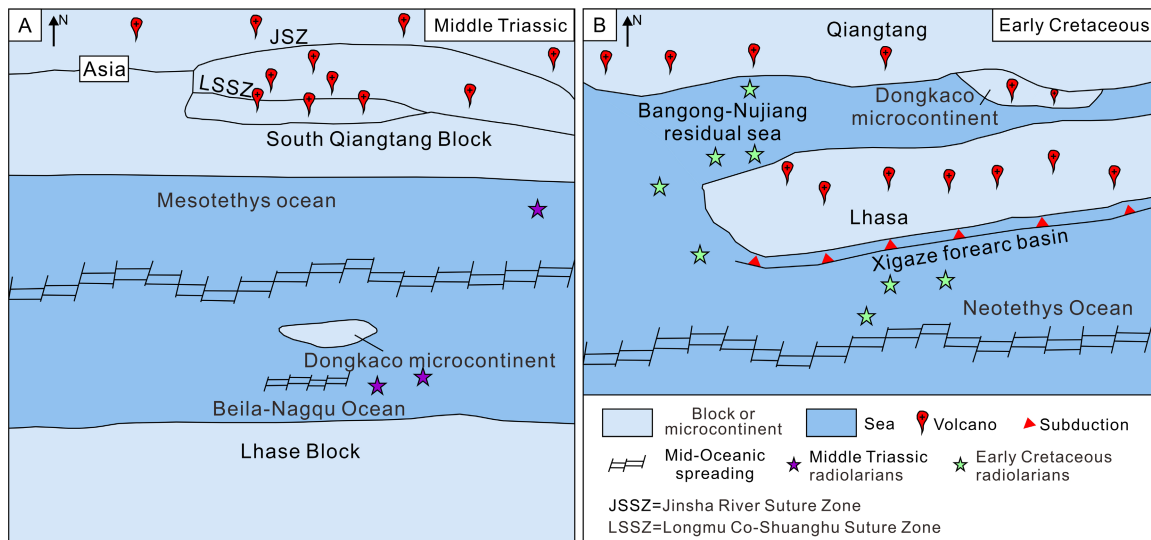 A
N
Middle Triassic
JSZ
Asia
LSSZ
South Qiangtang Block
Mesotethys ocean
Dongkaco microcontinent
Beila-Nagqu Ocean
Lhase Block
B
N
Qiangtang
Early Cretaceous
Dongkaco
microcontinent
Bangong-Nujiang
residual sea
Lhasa
Xigaze forearc basin
Neotethys Ocean
Block or
microcontinent
Sea
Volcano
Subduction
Mid-Oceanic
spreading
Middle Triassic
radiolarians
Early Cretaceous
radiolarians
JSSZ=Jinsha River Suture Zone
LSSZ=Longmu Co-Shuanghu Suture Zone